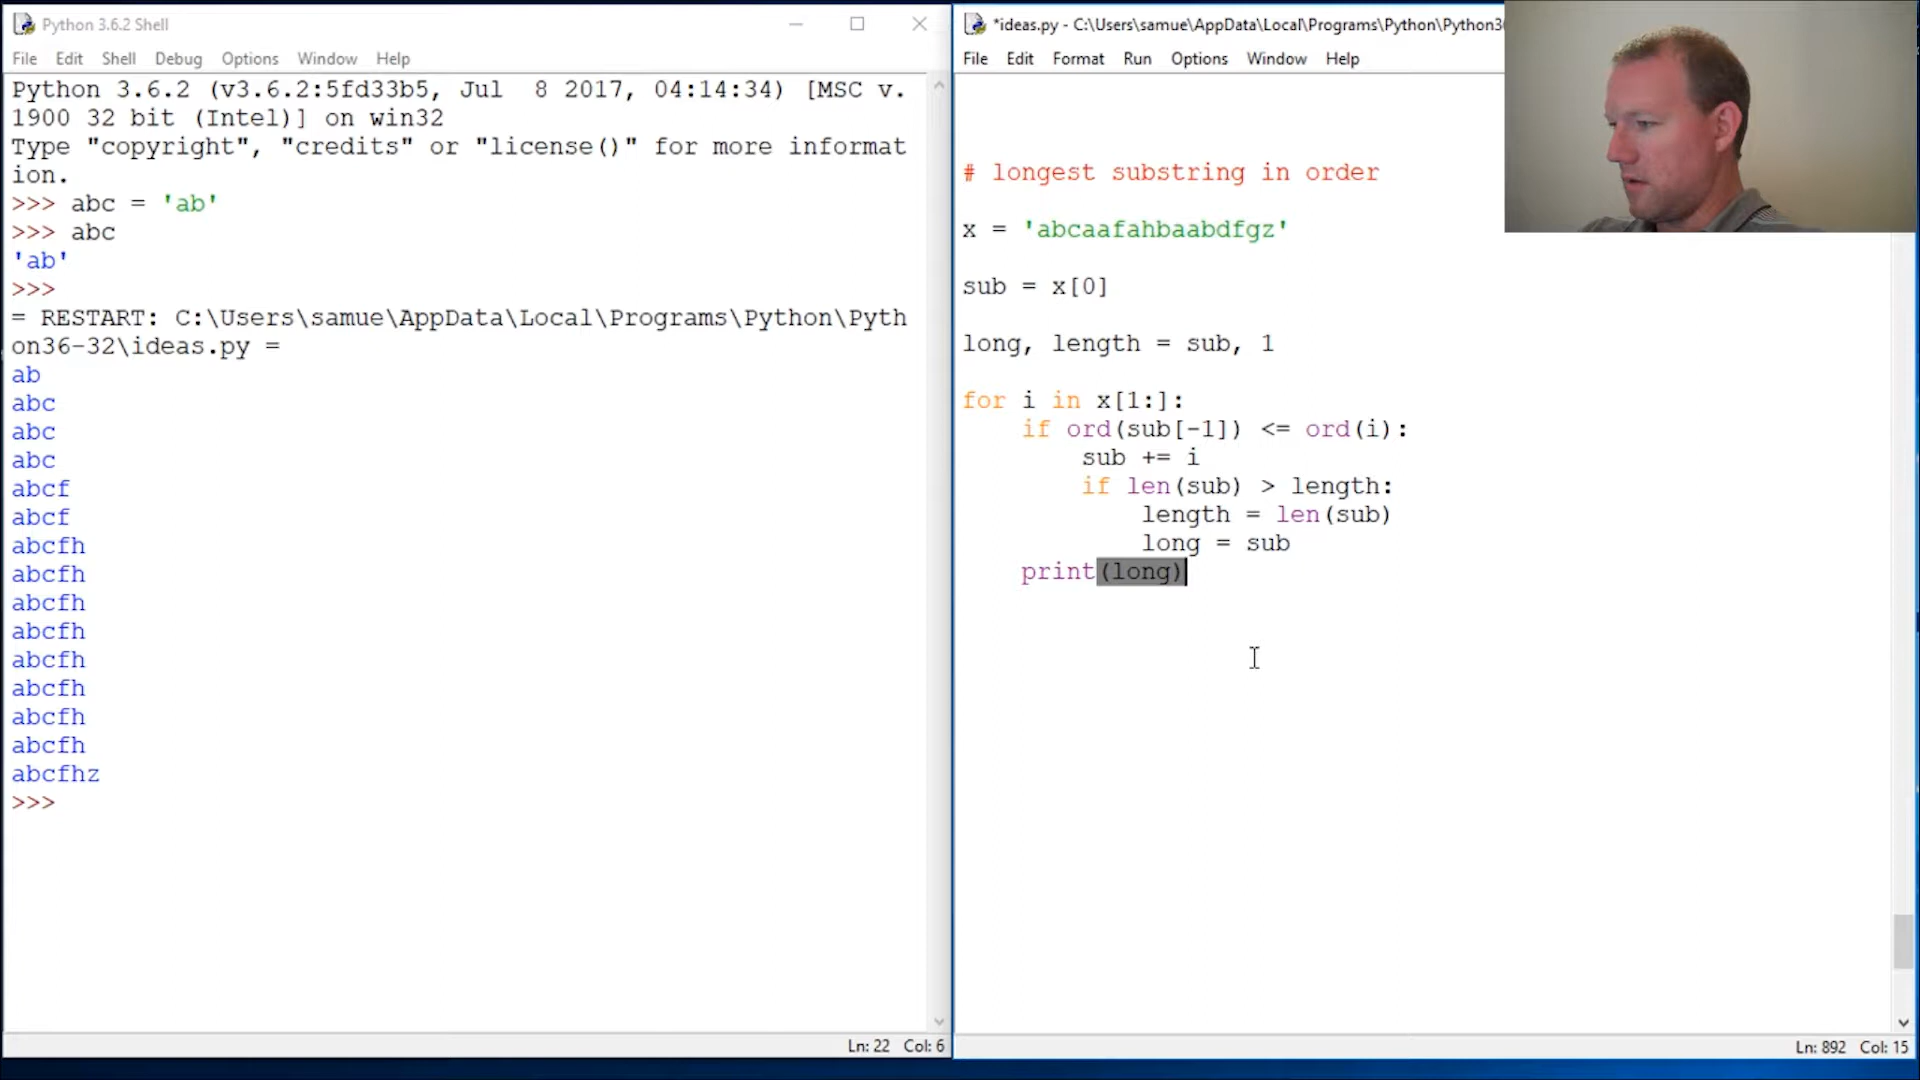 Python 3.6.2 Shell
File Edit Shell Debug Options Window Help
Python 3.6.2 (v3.6.2:5fd33b5, Jul  8 2017, 04:14:34) [MSC v.
1900 32 bit (Intel)] on win32
Type "copyright", "credits" or "license()" for more informat
ion.
>>> abc = 'ab'
>>> abc
'ab'
>>>
= RESTART: C:\Users\samue\AppData\Local\Programs\Python\Pyth
on36-32\ideas.py =
ab
abc
abc
abc
abcf
abcf
abcfh
abcfh
abcfh
abcfh
abcfh
abcfh
abcfh
abcfh
abcfhz
>>>
Ln: 22 Col: 6
*ideas.py - C:\Users\samue\AppData\Local\Programs\Python\Python3
File Edit Format Run Options Window Help
# longest substring in order
x = 'abcaafahbaabdfgz'
sub = x[0]
long, length = sub, 1
for i in x[1:]:
    if ord(sub[-1]) <= ord(i):
        sub += i
        if len(sub) > length:
            length = len(sub)
            long = sub
    print(long)
Ln: 892 Col: 15